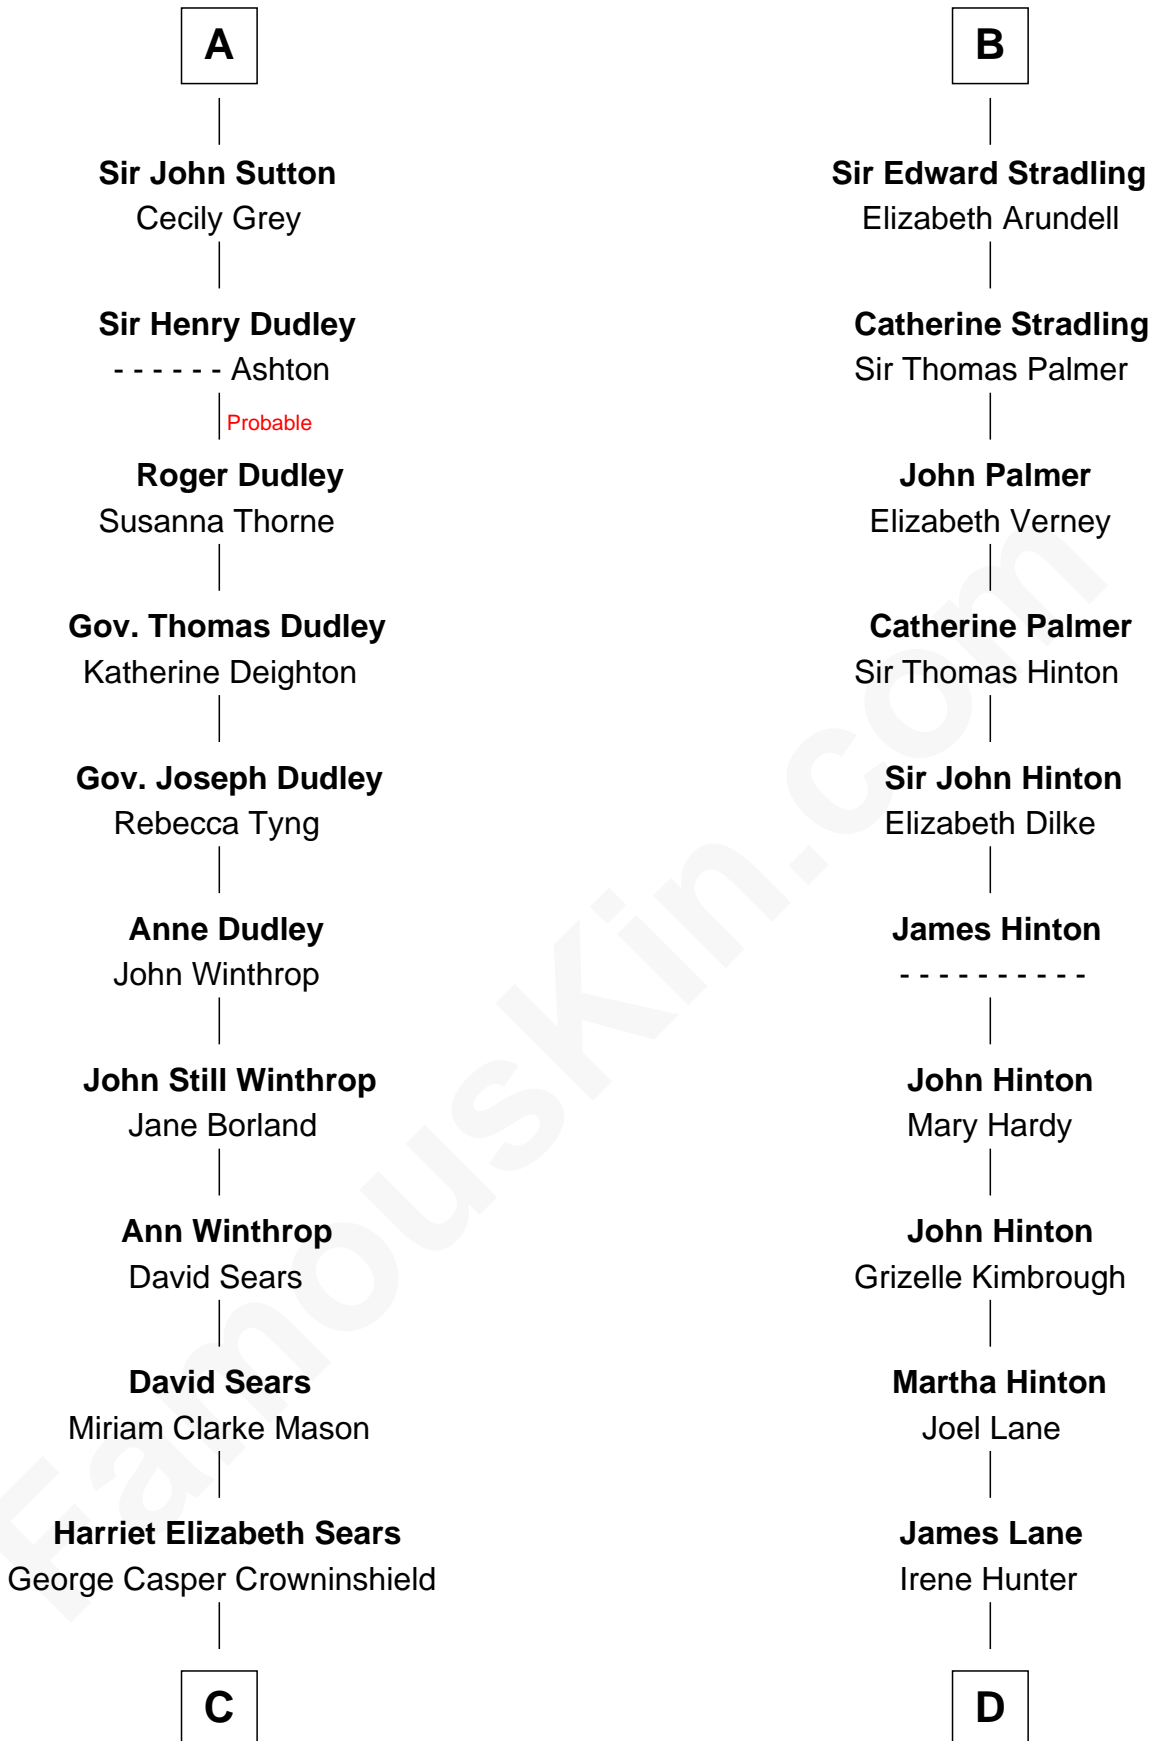 A
Sir John Sutton
Cecily Grey
Sir Henry Dudley
- - - - - - Ashton
Probable
Roger Dudley
Susanna Thorne
Gov. Thomas Dudley
Katherine Deighton
Gov. Joseph Dudley
Rebecca Tyng
Anne Dudley
John Winthrop
John Still Winthrop
Jane Borland
Ann Winthrop
David Sears
David Sears
Miriam Clarke Mason
Harriet Elizabeth Sears
George Casper Crowninshield
C
B
Sir Edward Stradling
Elizabeth Arundell
Catherine Stradling
Sir Thomas Palmer
John Palmer
Elizabeth Verney
Catherine Palmer
Sir Thomas Hinton
Sir John Hinton
Elizabeth Dilke
James Hinton
- - - - - - - - - -
John Hinton
Mary Hardy
John Hinton
Grizelle Kimbrough
Martha Hinton
Joel Lane
James Lane
Irene Hunter
D
FamousKin.com